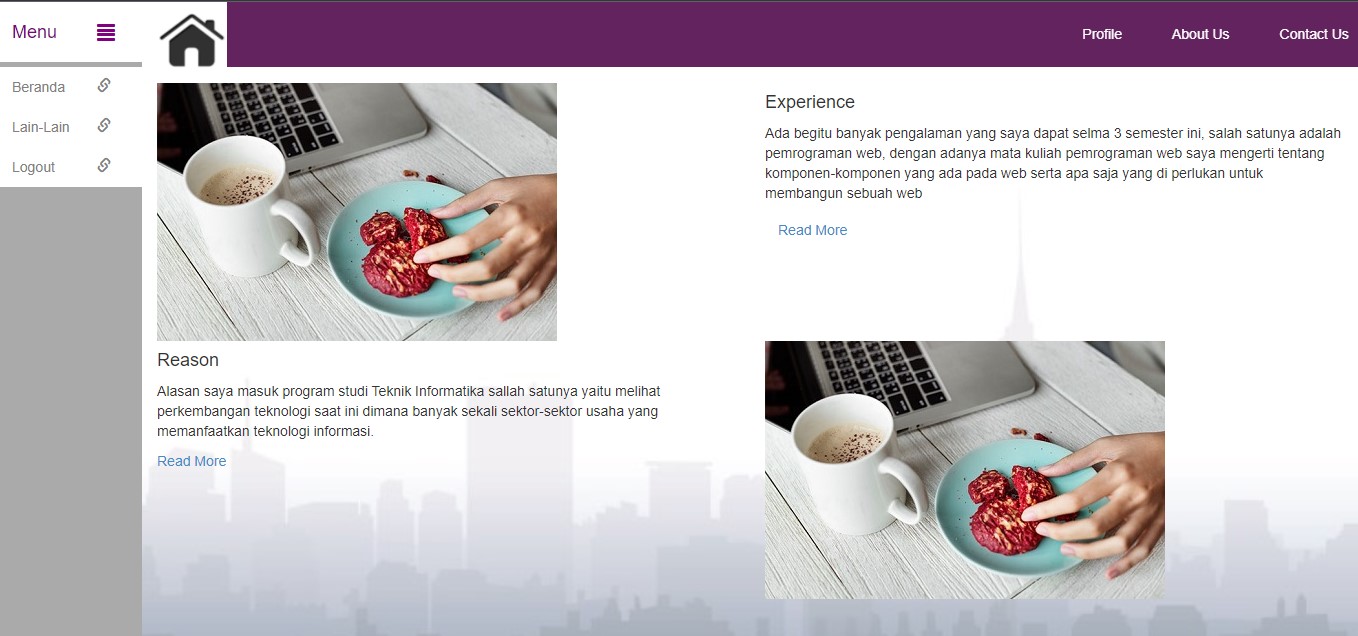 Menu
Profile
About Us
Contact Us
Beranda
Lain-Lain
Logout
Reason
Alasan saya masuk program studi Teknik Informatika sallah satunya yaitu melihat
perkembangan teknologi saat ini dimana banyak sekali sektor-sektor usaha yang
memanfaatkan teknologi informasi.
Read More
Experience
Ada begitu banyak pengalaman yang saya dapat selma 3 semester ini, salah satunya adalah
pemrograman web, dengan adanya mata kuliah pemrograman web saya mengerti tentang
komponen-komponen yang ada pada web serta apa saja yang di perlukan untuk
membangun sebuah web
Read More